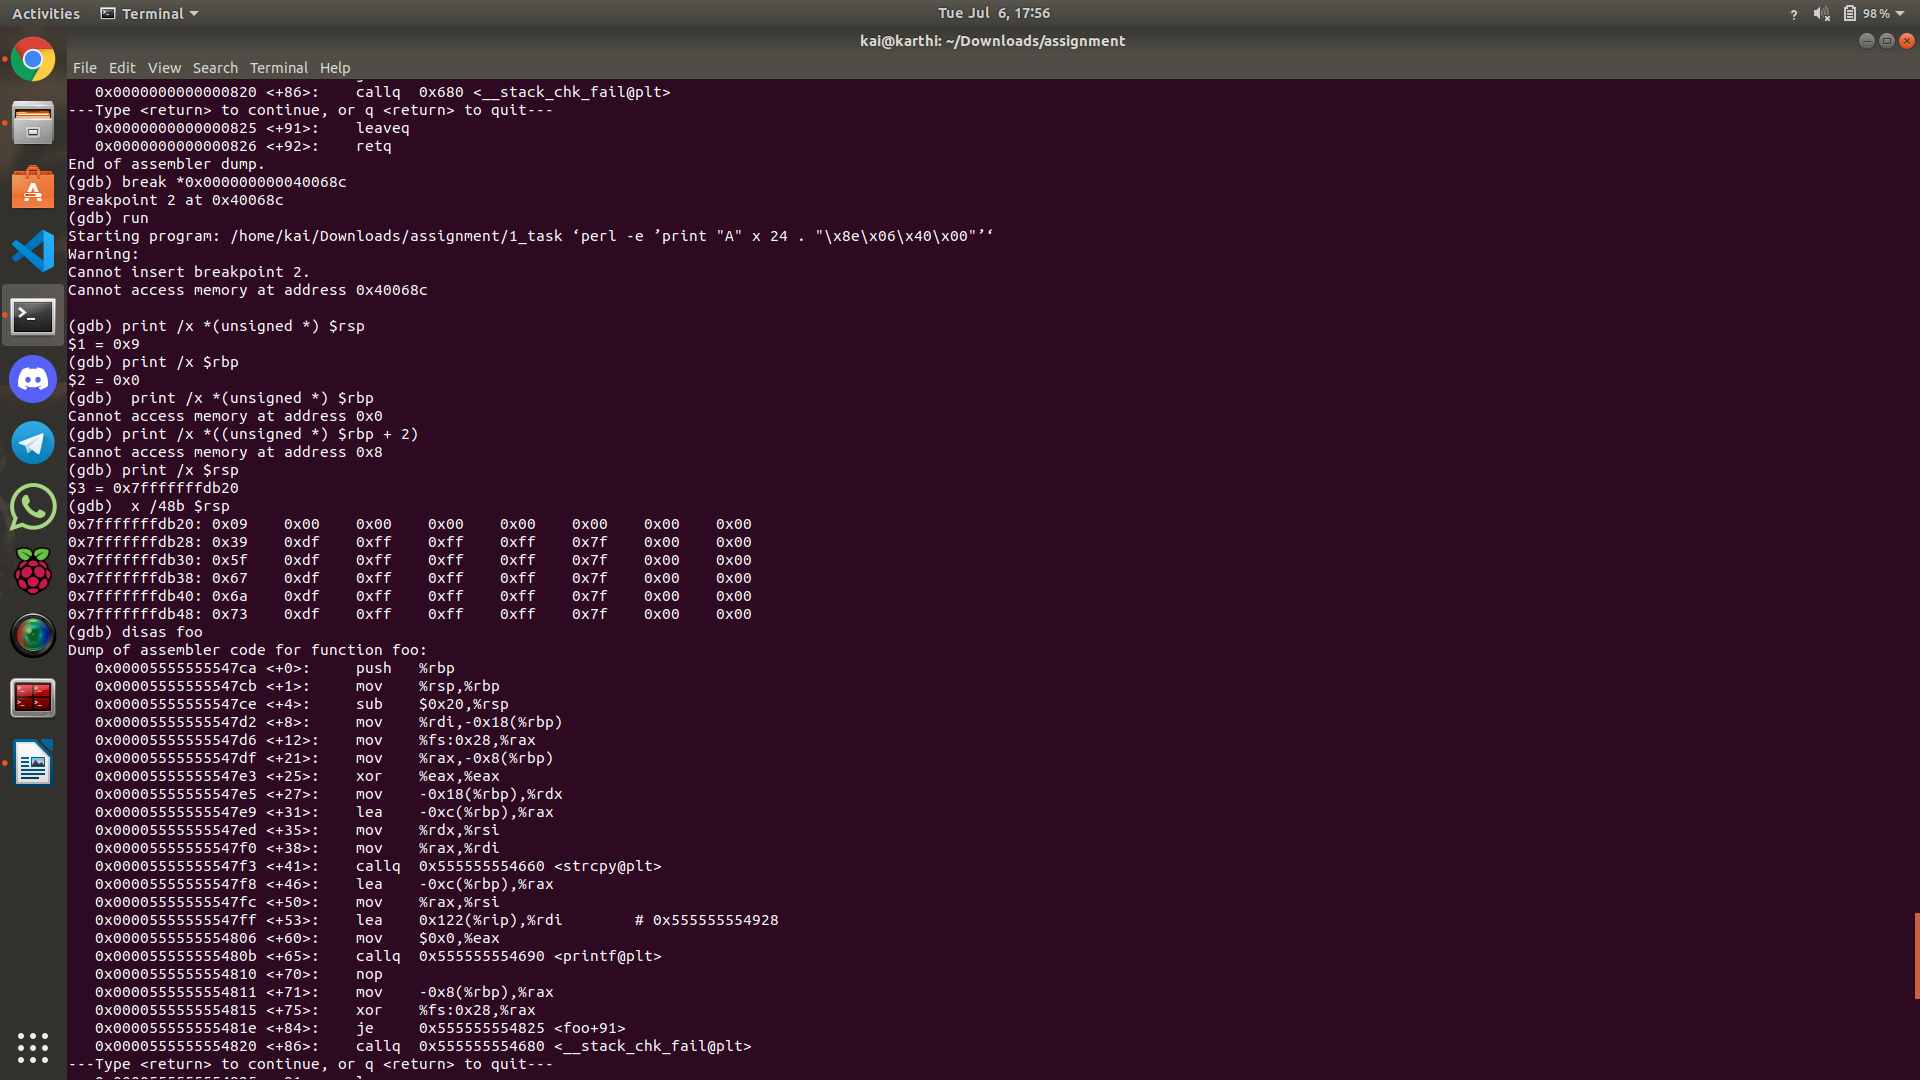 Activities Terminal Tue Jul 6, 17:56 ? 98%
kai@karthi: ~/Downloads/assignment
File Edit View Search Terminal Help
0x0000000000000820 <+86>: callq 0x680 <__stack_chk_fail@plt>
---Type <return> to continue, or q <return> to quit---
0x0000000000000825 <+91>: leaveq
0x0000000000000826 <+92>: retq
End of assembler dump.
(gdb) break *0x000000000040068c
Breakpoint 2 at 0x40068c
(gdb) run
Starting program: /home/kai/Downloads/assignment/1_task ‘perl -e ’print "A" x 24 . "\x8e\x06\x40\x00"’‘
Warning:
Cannot insert breakpoint 2.
Cannot access memory at address 0x40068c
(gdb) print /x *(unsigned *) $rsp
$1 = 0x9
(gdb) print /x $rbp
$2 = 0x0
(gdb)  print /x *(unsigned *) $rbp
Cannot access memory at address 0x0
(gdb) print /x *((unsigned *) $rbp + 2)
Cannot access memory at address 0x8
(gdb) print /x $rsp
$3 = 0x7fffffffdb20
(gdb)  x /48b $rsp
0x7fffffffdb20: 0x09 0x00 0x00 0x00 0x00 0x00 0x00 0x00
0x7fffffffdb28: 0x39 0xdf 0xff 0xff 0xff 0x7f 0x00 0x00
0x7fffffffdb30: 0x5f 0xdf 0xff 0xff 0xff 0x7f 0x00 0x00
0x7fffffffdb38: 0x67 0xdf 0xff 0xff 0xff 0x7f 0x00 0x00
0x7fffffffdb40: 0x6a 0xdf 0xff 0xff 0xff 0x7f 0x00 0x00
0x7fffffffdb48: 0x73 0xdf 0xff 0xff 0xff 0x7f 0x00 0x00
(gdb) disas foo
Dump of assembler code for function foo:
0x00005555555547ca <+0>: push %rbp
0x00005555555547cb <+1>: mov %rsp,%rbp
0x00005555555547ce <+4>: sub $0x20,%rsp
0x00005555555547d2 <+8>: mov %rdi,-0x18(%rbp)
0x00005555555547d6 <+12>: mov %fs:0x28,%rax
0x00005555555547df <+21>: mov %rax,-0x8(%rbp)
0x00005555555547e3 <+25>: xor %eax,%eax
0x00005555555547e5 <+27>: mov -0x18(%rbp),%rdx
0x00005555555547e9 <+31>: lea -0xc(%rbp),%rax
0x00005555555547ed <+35>: mov %rdx,%rsi
0x00005555555547f0 <+38>: mov %rax,%rdi
0x00005555555547f3 <+41>: callq 0x555555554660 <strcpy@plt>
0x00005555555547f8 <+46>: lea -0xc(%rbp),%rax
0x00005555555547fc <+50>: mov %rax,%rsi
0x00005555555547ff <+53>: lea 0x122(%rip),%rdi # 0x555555554928
0x0000555555554806 <+60>: mov $0x0,%eax
0x000055555555480b <+65>: callq 0x555555554690 <printf@plt>
0x0000555555554810 <+70>: nop
0x0000555555554811 <+71>: mov -0x8(%rbp),%rax
0x0000555555554815 <+75>: xor %fs:0x28,%rax
0x000055555555481e <+84>: je 0x555555554825 <foo+91>
0x0000555555554820 <+86>: callq 0x555555554680 <__stack_chk_fail@plt>
---Type <return> to continue, or q <return> to quit---